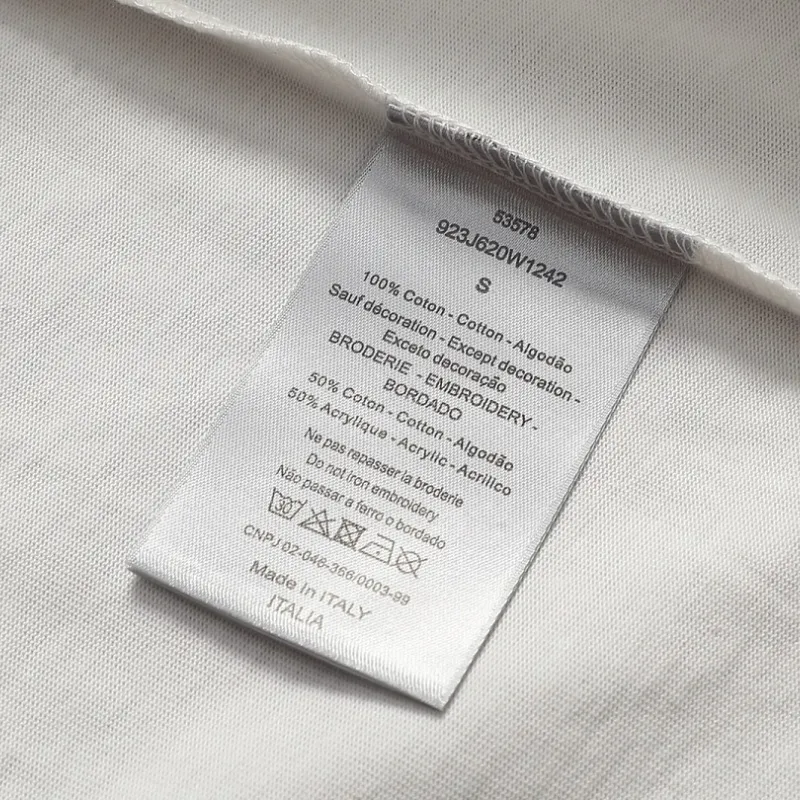 53578
923J620W1242
S
100% Coton - Cotton - Algodão
Sauf décoration - Except decoration -
Exceto decoração
BRODERIE - EMBROIDERY -
BORDADO
50% Coton - Cotton - Algodão
50% Acrylique - Acrylic - Acrilico
Ne pas repasser la broderie
Do not iron embroidery
Não passar a ferro o bordado
30°
CNPJ 02-046-366/0003-99
Made in ITALY
ITALIA